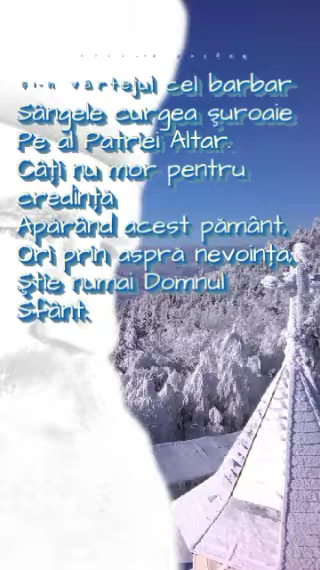 vârtejul cel barbar
Sângele curgea șuroaie
Pe al Patriei Altar.
Câți nu mor pentru
credință
Apărând acest pământ,
Ori prin aspră nevoință,
Știe numai Domnul
Sfânt.